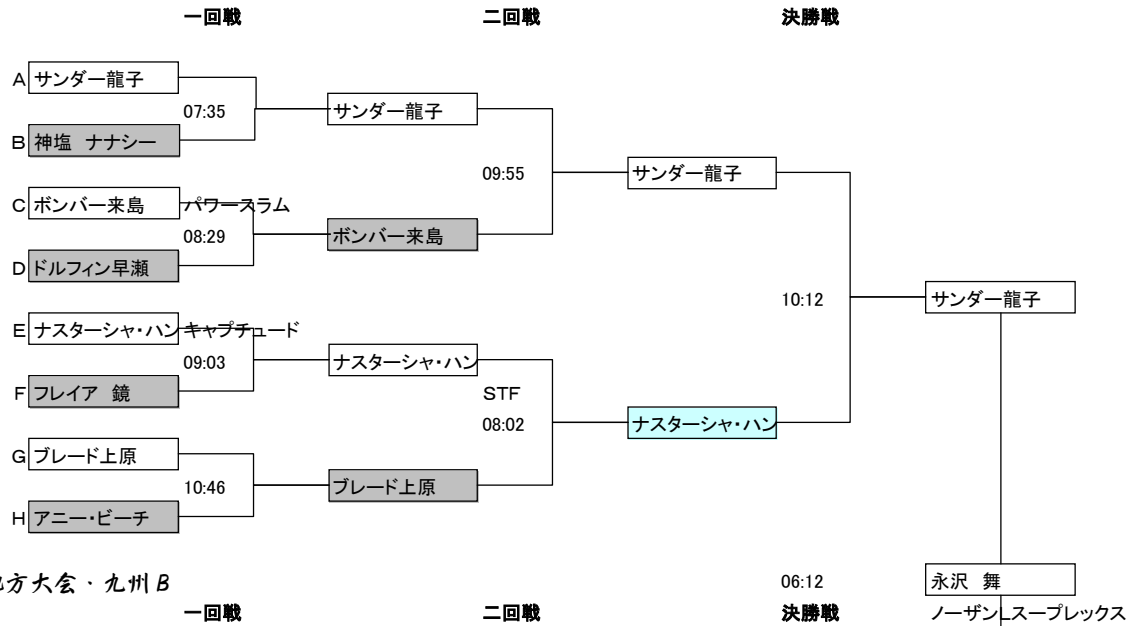 一回戦 二回戦 決勝戦
A サンダー龍子
07:35 サンダー龍子
B 神塩 ナナシー
09:55 サンダー龍子
C ボンバー来島 パワースラム
08:29 ボンバー来島
D ドルフィン早瀬
10:12 サンダー龍子
E ナスターシャ・ハン キャプチュード
09:03 ナスターシャ・ハン
F フレイア 鏡 STF
08:02 ナスターシャ・ハン
G ブレード上原
10:46 ブレード上原
H アニー・ビーチ
方大会・九州B 06:12 永沢 舞
一回戦 二回戦 決勝戦 ノーザンLスープレックス